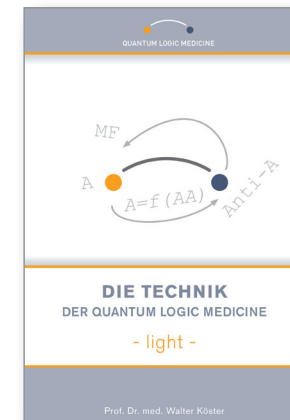 QUANTUM LOGIC MEDICINE
MF
A
A=f(AA)
Anti-A
DIE TECHNIK
DER QUANTUM LOGIC MEDICINE
- light -
Prof. Dr. med. Walter Köster